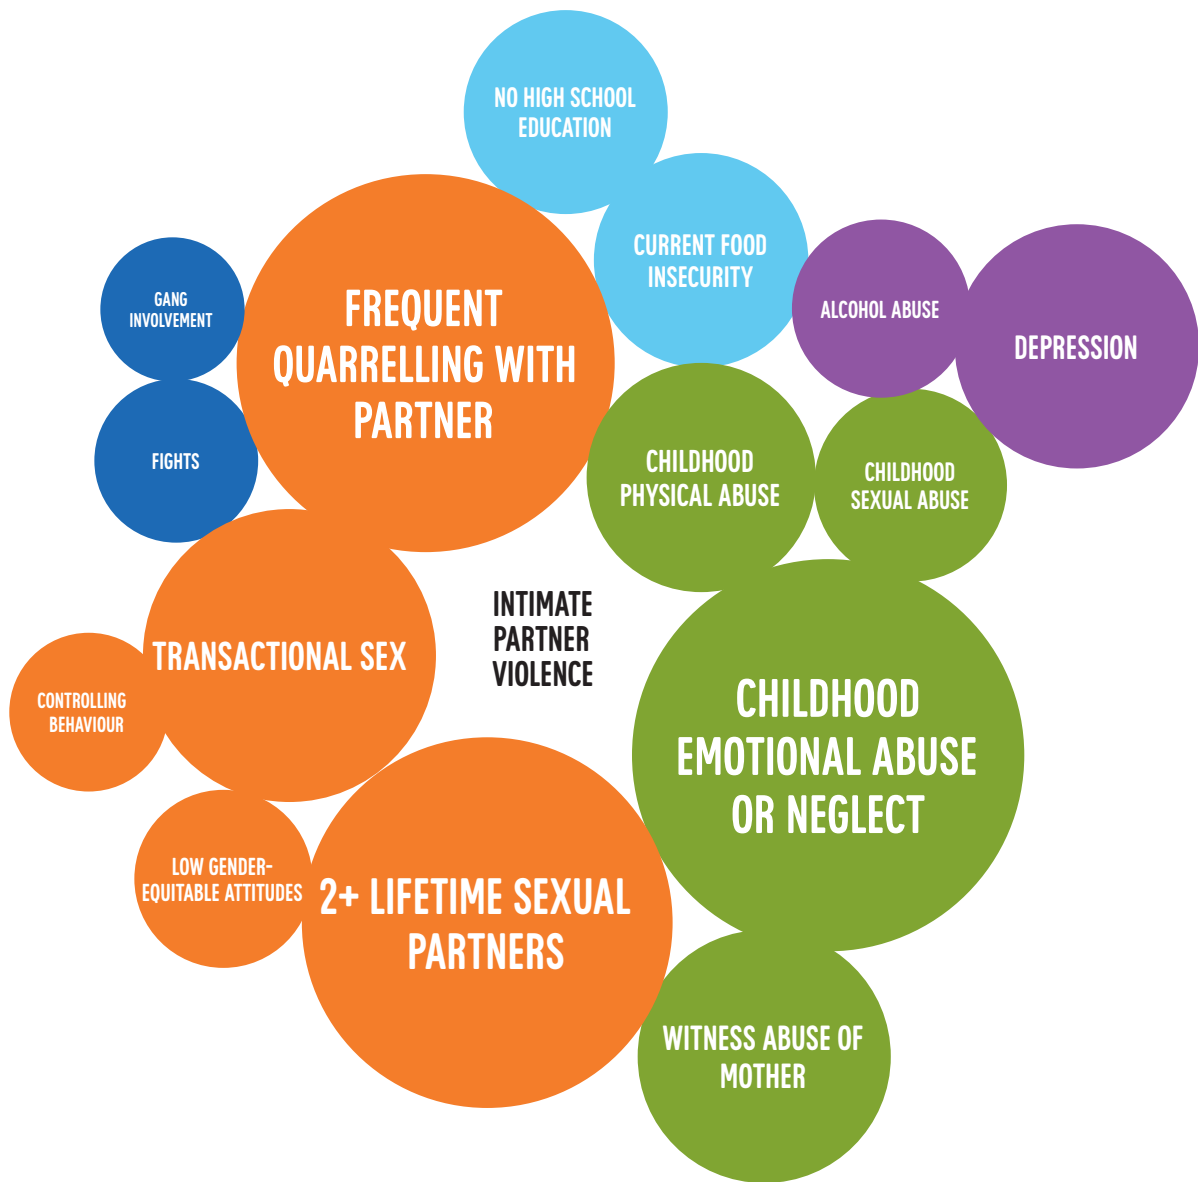 NO HIGH SCHOOL
EDUCATION
CURRENT FOOD
INSECURITY
ALCOHOL ABUSE
DEPRESSION
GANG
INVOLVEMENT
FREQUENT
QUARRELLING WITH
PARTNER
FIGHTS
CHILDHOOD
PHYSICAL ABUSE
CHILDHOOD
SEXUAL ABUSE
INTIMATE
PARTNER
VIOLENCE
TRANSACTIONAL SEX
CONTROLLING
BEHAVIOUR
CHILDHOOD
EMOTIONAL ABUSE
OR NEGLECT
LOW GENDER-
EQUITABLE ATTITUDES
2+ LIFETIME SEXUAL
PARTNERS
WITNESS ABUSE OF
MOTHER